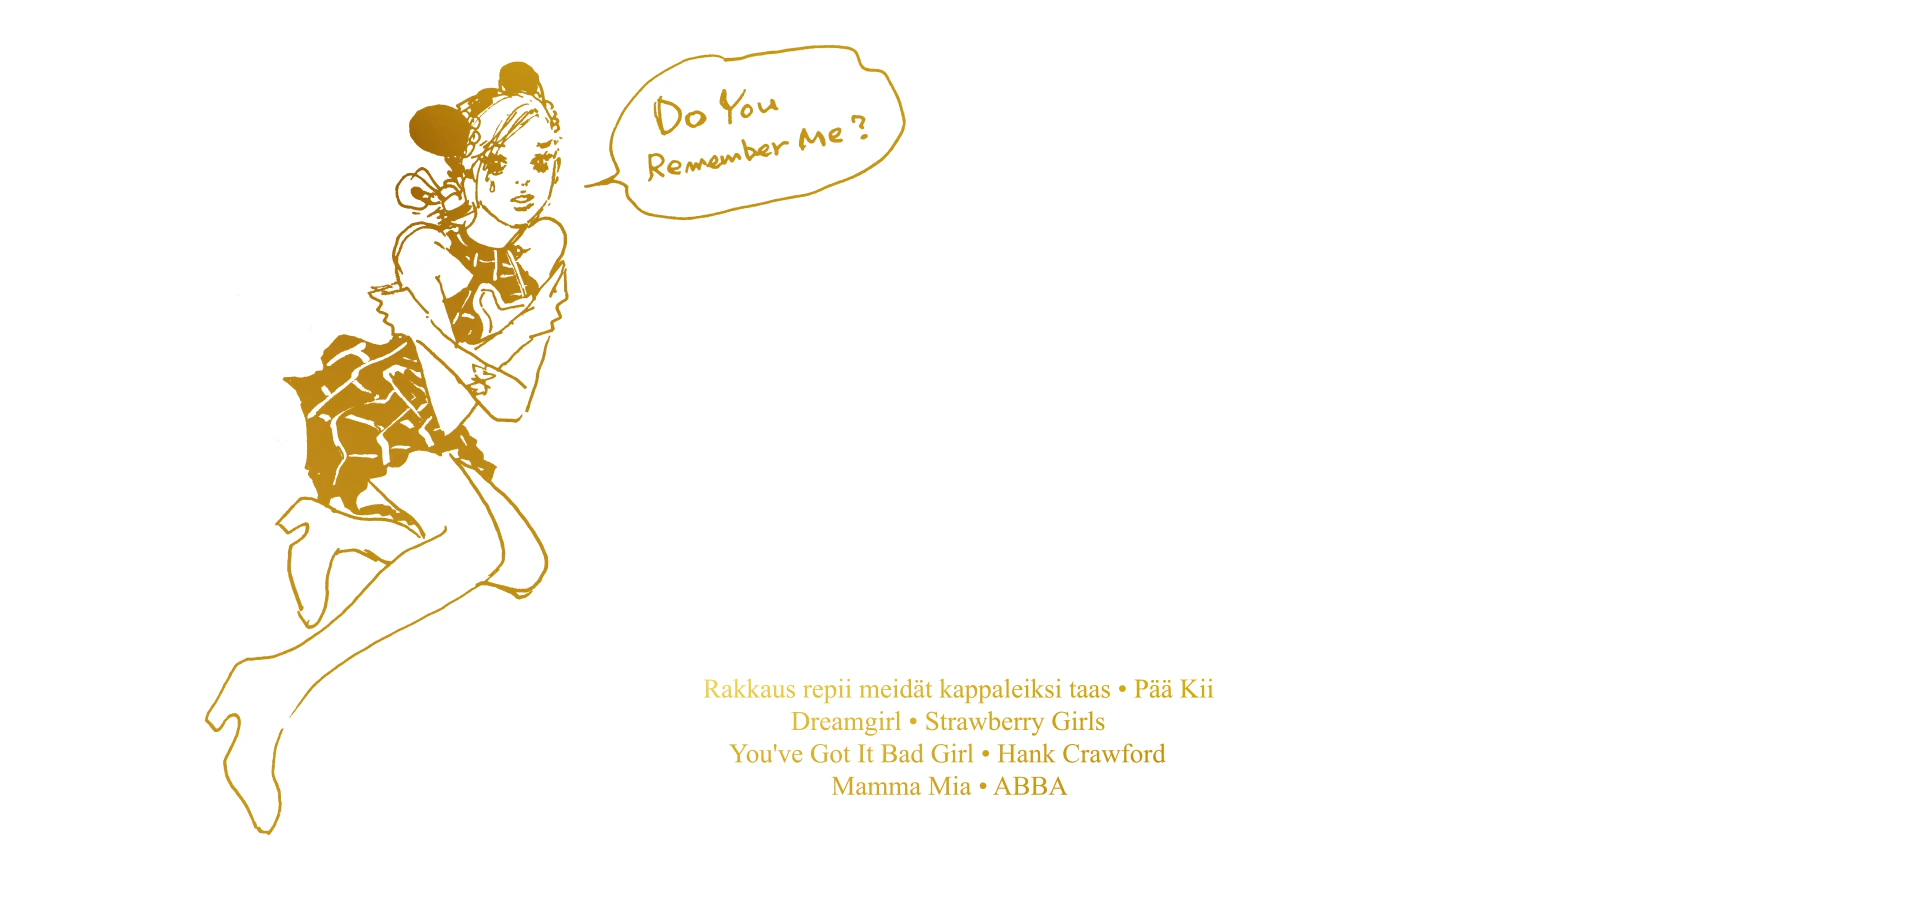 Do You
Remember Me?
Rakkaus repii meidät kappaleiksi taas • Pää Kii
Dreamgirl • Strawberry Girls
You've Got It Bad Girl • Hank Crawford
Mamma Mia • ABBA